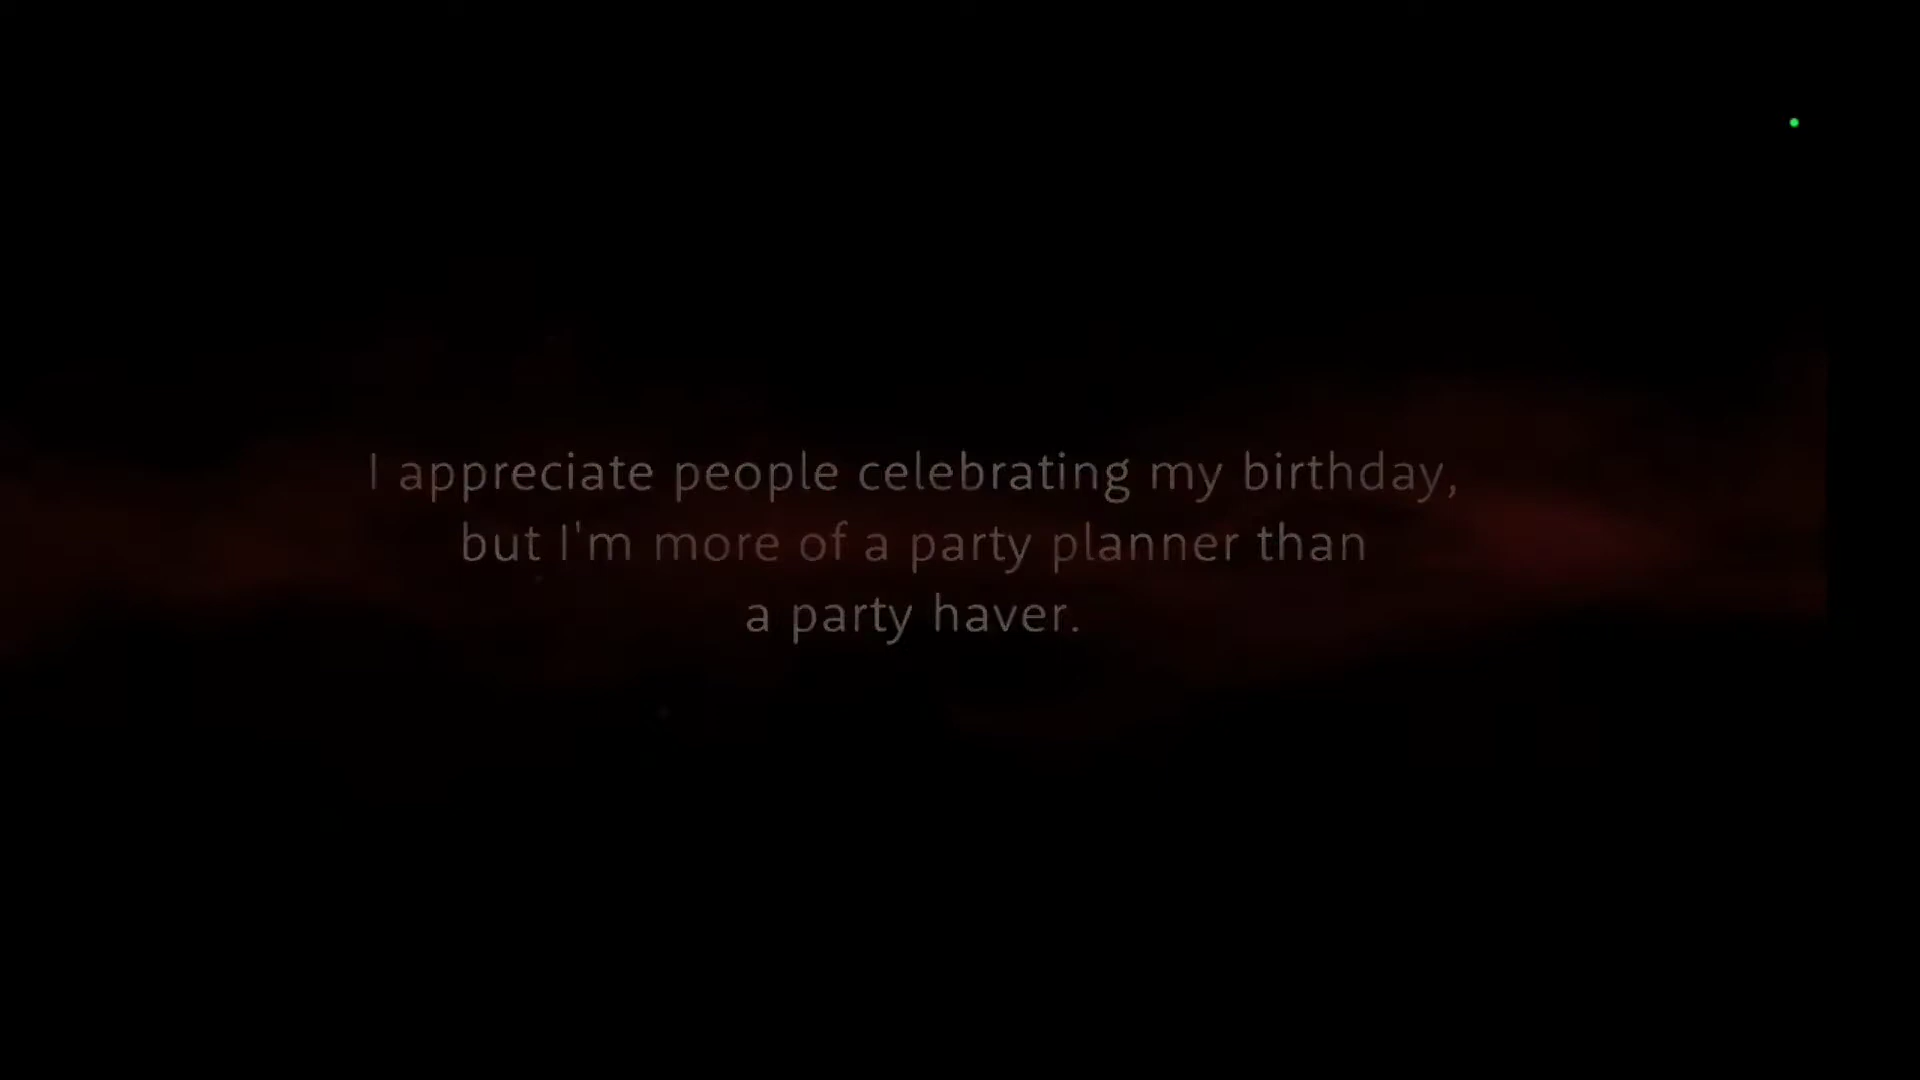 I appreciate people celebrating my birthday,
but I'm more of a party planner than
a party haver.